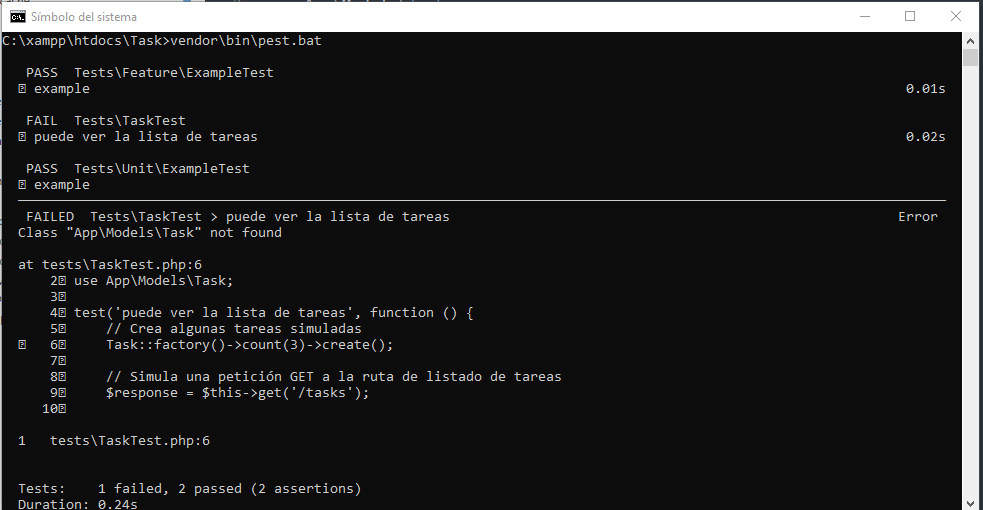 Símbolo del sistema
C:\xampp\htdocs\Task>vendor\bin\pest.bat
PASS  Tests\Feature\ExampleTest
example 0.01s
FAIL  Tests\TaskTest
puede ver la lista de tareas 0.02s
PASS  Tests\Unit\ExampleTest
example
FAILED  Tests\TaskTest > puede ver la lista de tareas Error
Class "App\Models\Task" not found
at tests\TaskTest.php:6
2 use App\Models\Task;
3
4 test('puede ver la lista de tareas', function () {
5     // Crea algunas tareas simuladas
6     Task::factory()->count(3)->create();
7
8     // Simula una petición GET a la ruta de listado de tareas
9     $response = $this->get('/tasks');
10
1   tests\TaskTest.php:6
Tests:    1 failed, 2 passed (2 assertions)
Duration: 0.24s